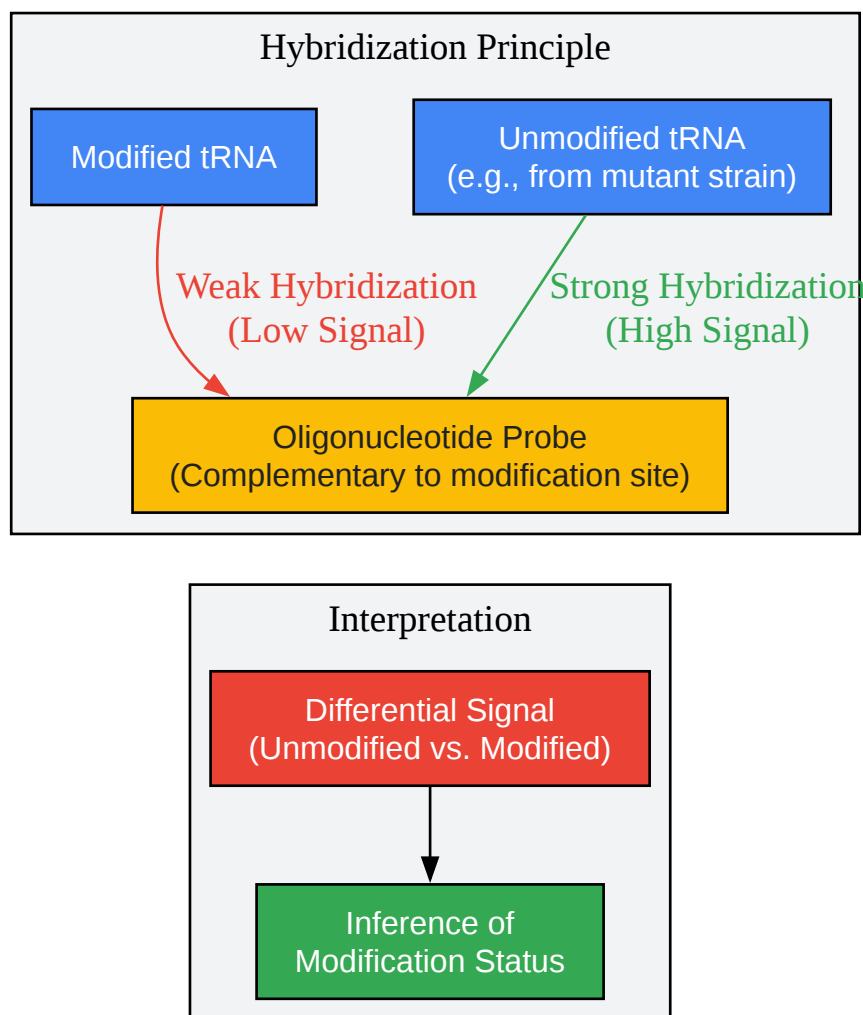 Hybridization Principle
Modified tRNA
Unmodified tRNA
(e.g., from mutant strain)
Weak Hybridization
(Low Signal)
Strong Hybridization
(High Signal)
Oligonucleotide Probe
(Complementary to modification site)
Interpretation
Differential Signal
(Unmodified vs. Modified)
Inference of
Modification Status